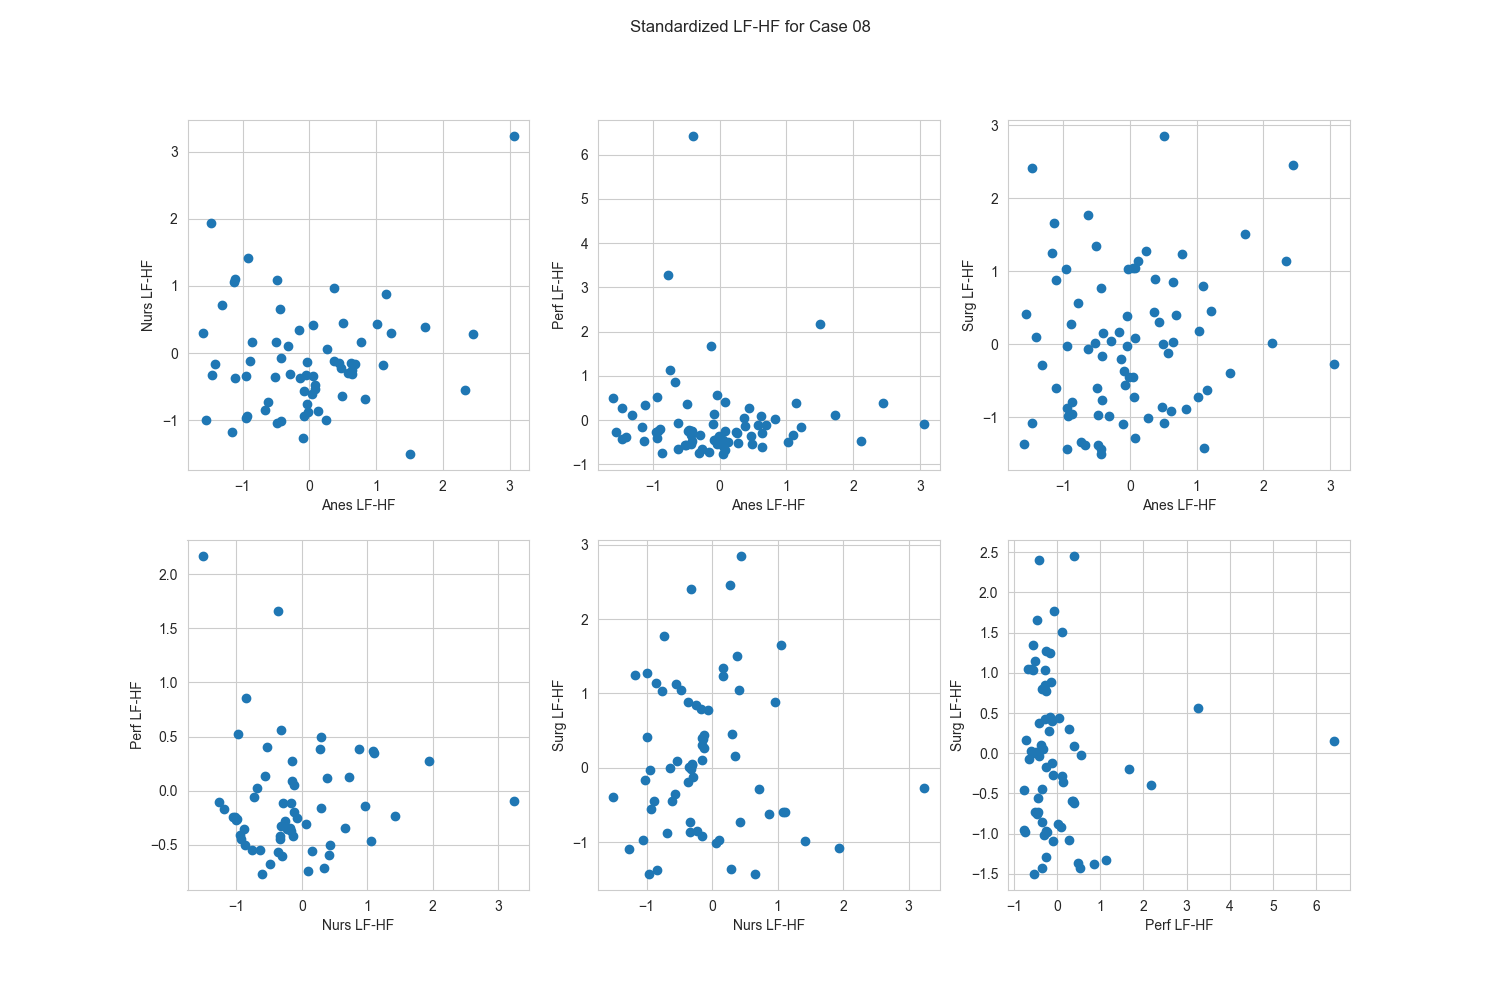 Standardized LF-HF for Case 08
3
2
1
0
−1
Nurs LF-HF
−1 0 1 2 3
Anes LF-HF
6
5
4
3
2
1
0
−1
Perf LF-HF
−1 0 1 2 3
Anes LF-HF
3
2
1
0
−1
Surg LF-HF
−1 0 1 2 3
Anes LF-HF
2.0
1.5
1.0
0.5
0.0
−0.5
Perf LF-HF
−1 0 1 2 3
Nurs LF-HF
3
2
1
0
−1
Surg LF-HF
−1 0 1 2 3
Nurs LF-HF
2.5
2.0
1.5
1.0
0.5
0.0
−0.5
−1.0
−1.5
Surg LF-HF
−1 0 1 2 3 4 5 6
Perf LF-HF